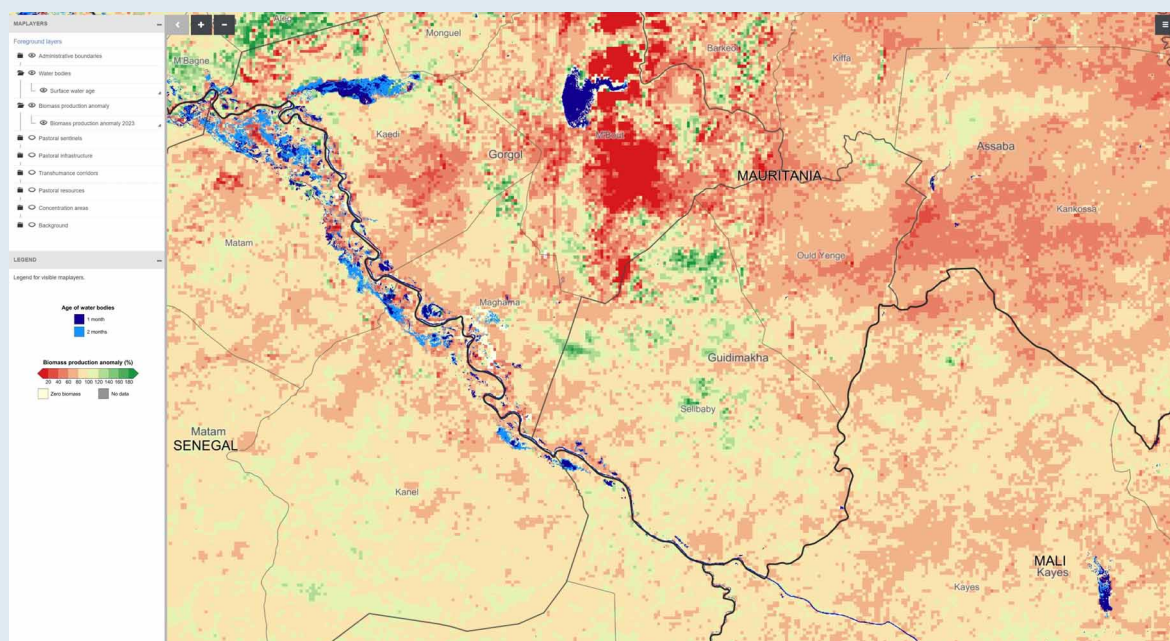 MAPLAYERS
Foreground layers
Administrative boundaries
Water bodies
Surface water age
Biomass production anomaly
Biomass production anomaly 2023
Pastoral sentinels
Pastoral infrastructure
Transhumance corridors
Pastoral resources
Concentration areas
Background
LEGEND
Legend for visible maplayers.
Age of water bodies
1 month
2 months
Biomass production anomaly (%)
20 40 60 80 100 120 140 160 180
Zero biomass No data
Aleo
Monguel
Barkeol
Kiffa
M'Bagne
Kaedi
M'Bout
Gorgol
Assaba
MAURITANIA
Kankossa
Matam
Ould Yenge
Maghama
Guidimakha
Selibaby
Matam
SENEGAL
Kanel
MALI
Kayes
Kayes